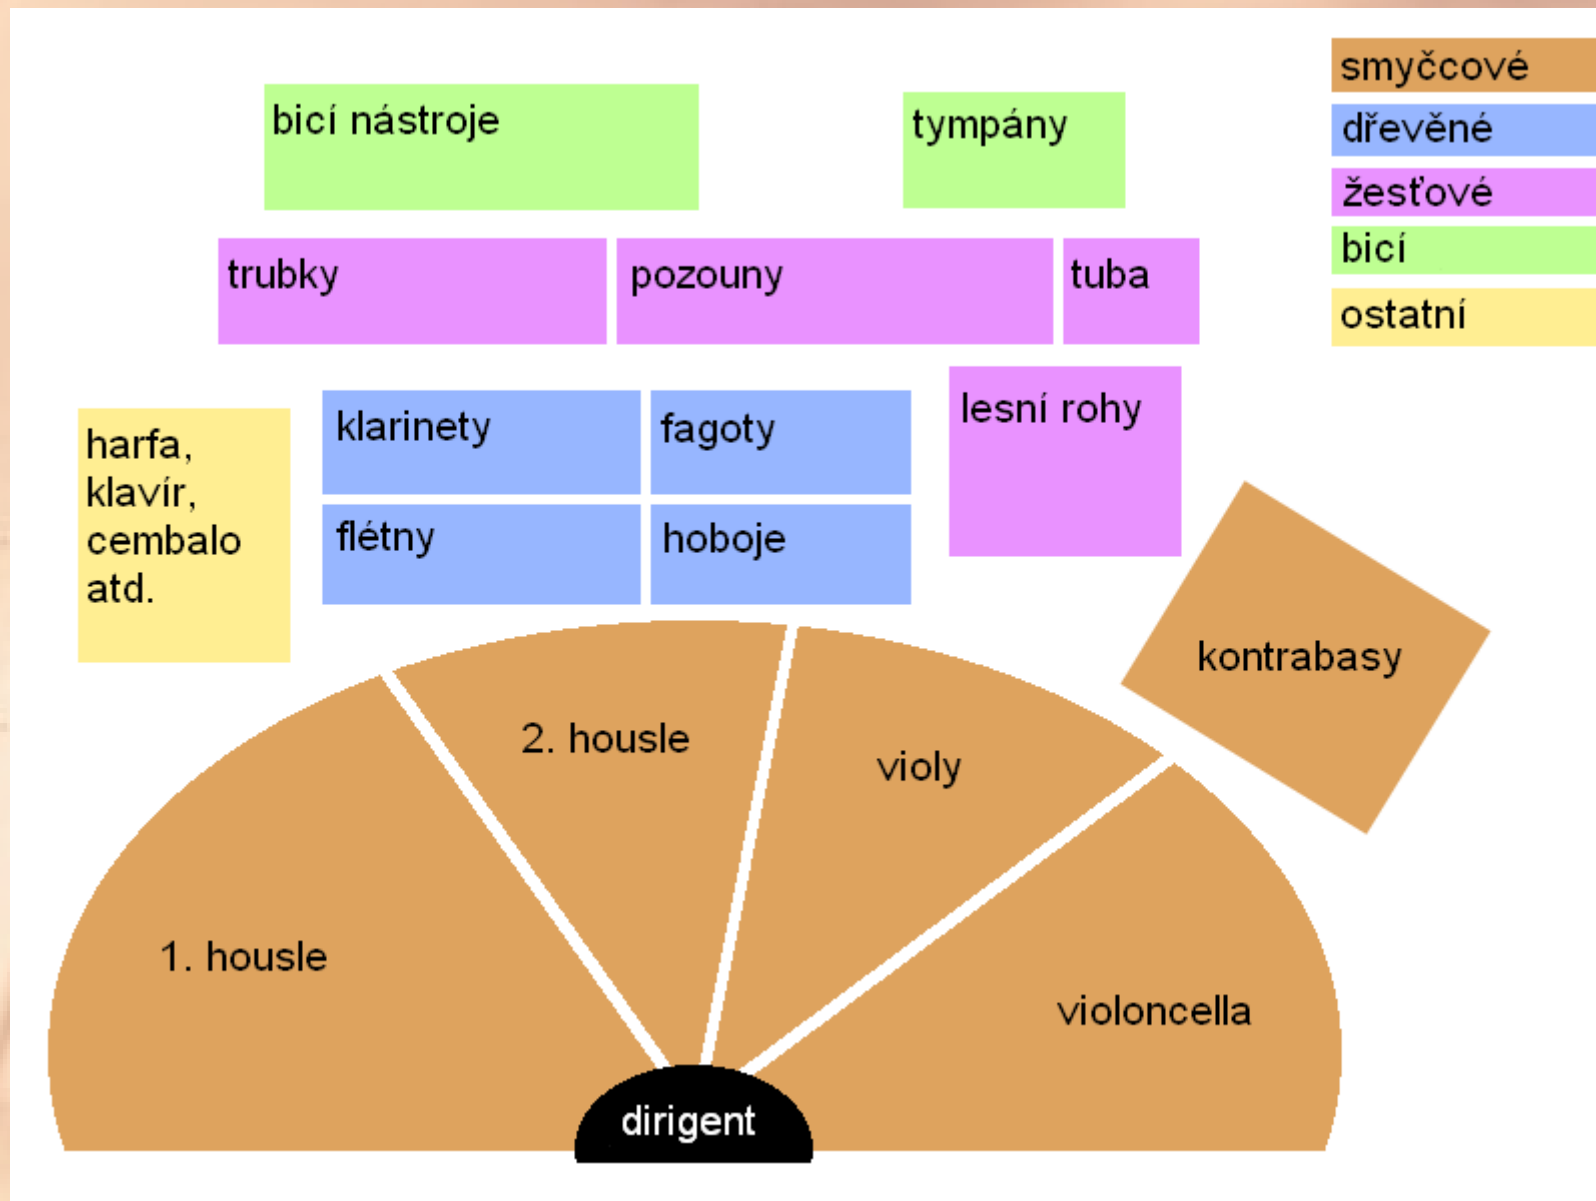 bicí nástroje
tympány
smyčcové
dřevěné
žesťové
bicí
ostatní
trubky
pozouny
tuba
lesní rohy
klarinety
fagoty
flétny
hoboje
harfa,
klavír,
cembalo
atd.
kontrabasy
1. housle
2. housle
violy
violoncella
dirigent